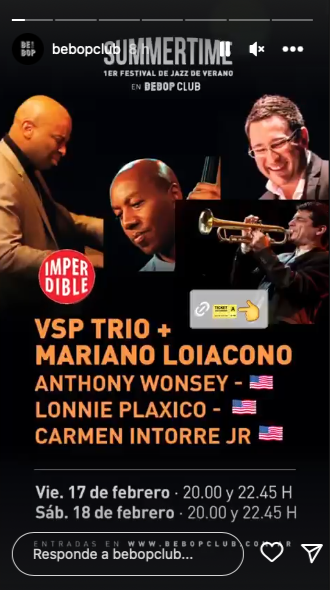 BE!
BOP
bebopclub 8 h
SUMMERTIME
1ER FESTIVAL DE JAZZ DE VERANO
EN BEBOP CLUB
IMPER
DIBLE
TICKET
A
VSP TRIO +
MARIANO LOIACONO
ANTHONY WONSEY - 🇺🇸
LONNIE PLAXICO - 🇺🇸
CARMEN INTORRE JR 🇺🇸
Vie. 17 de febrero · 20.00 y 22.45 H
Sáb. 18 de febrero · 20.00 y 22.45 H
ENTRADAS EN WWW.BEBOPCLUB.COM.AR
Responde a bebopclub...